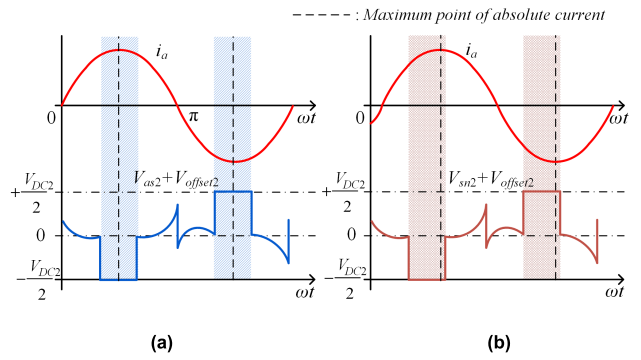 : Maximum point of absolute current
i_a
0
π
ωt
+V_DC2/2
V_as2+V_offset2
0
-V_DC2/2
ωt
(a)
i_a
0
ωt
+V_DC2/2
V_sn2+V_offset2
0
-V_DC2/2
ωt
(b)